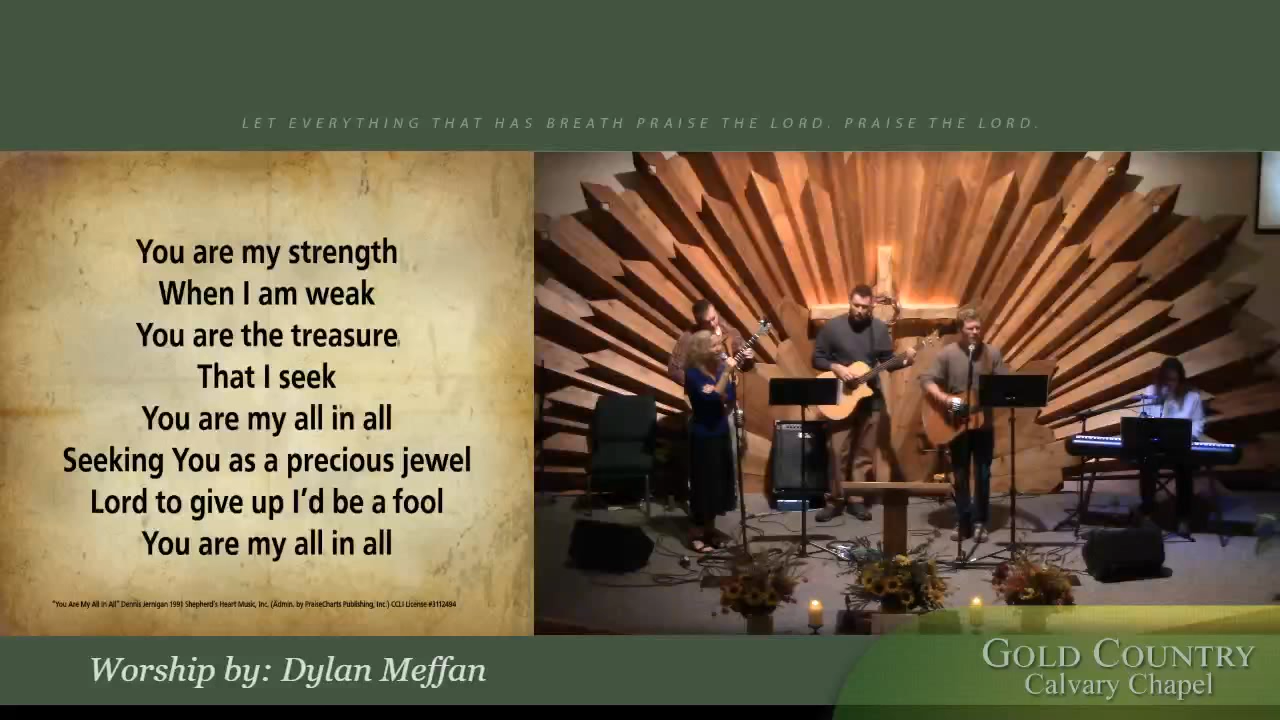 LET EVERYTHING THAT HAS BREATH PRAISE THE LORD. PRAISE THE LORD.
You are my strength
When I am weak
You are the treasure
That I seek
You are my all in all
Seeking You as a precious jewel
Lord to give up I'd be a fool
You are my all in all
"You Are My All In All" Dennis Jernigan 1991 Shepherd's Heart Music, Inc. (Admin. by PraiseCharts Publishing, Inc.) CCLI License #3112494
Worship by: Dylan Meffan
GOLD COUNTRY
Calvary Chapel